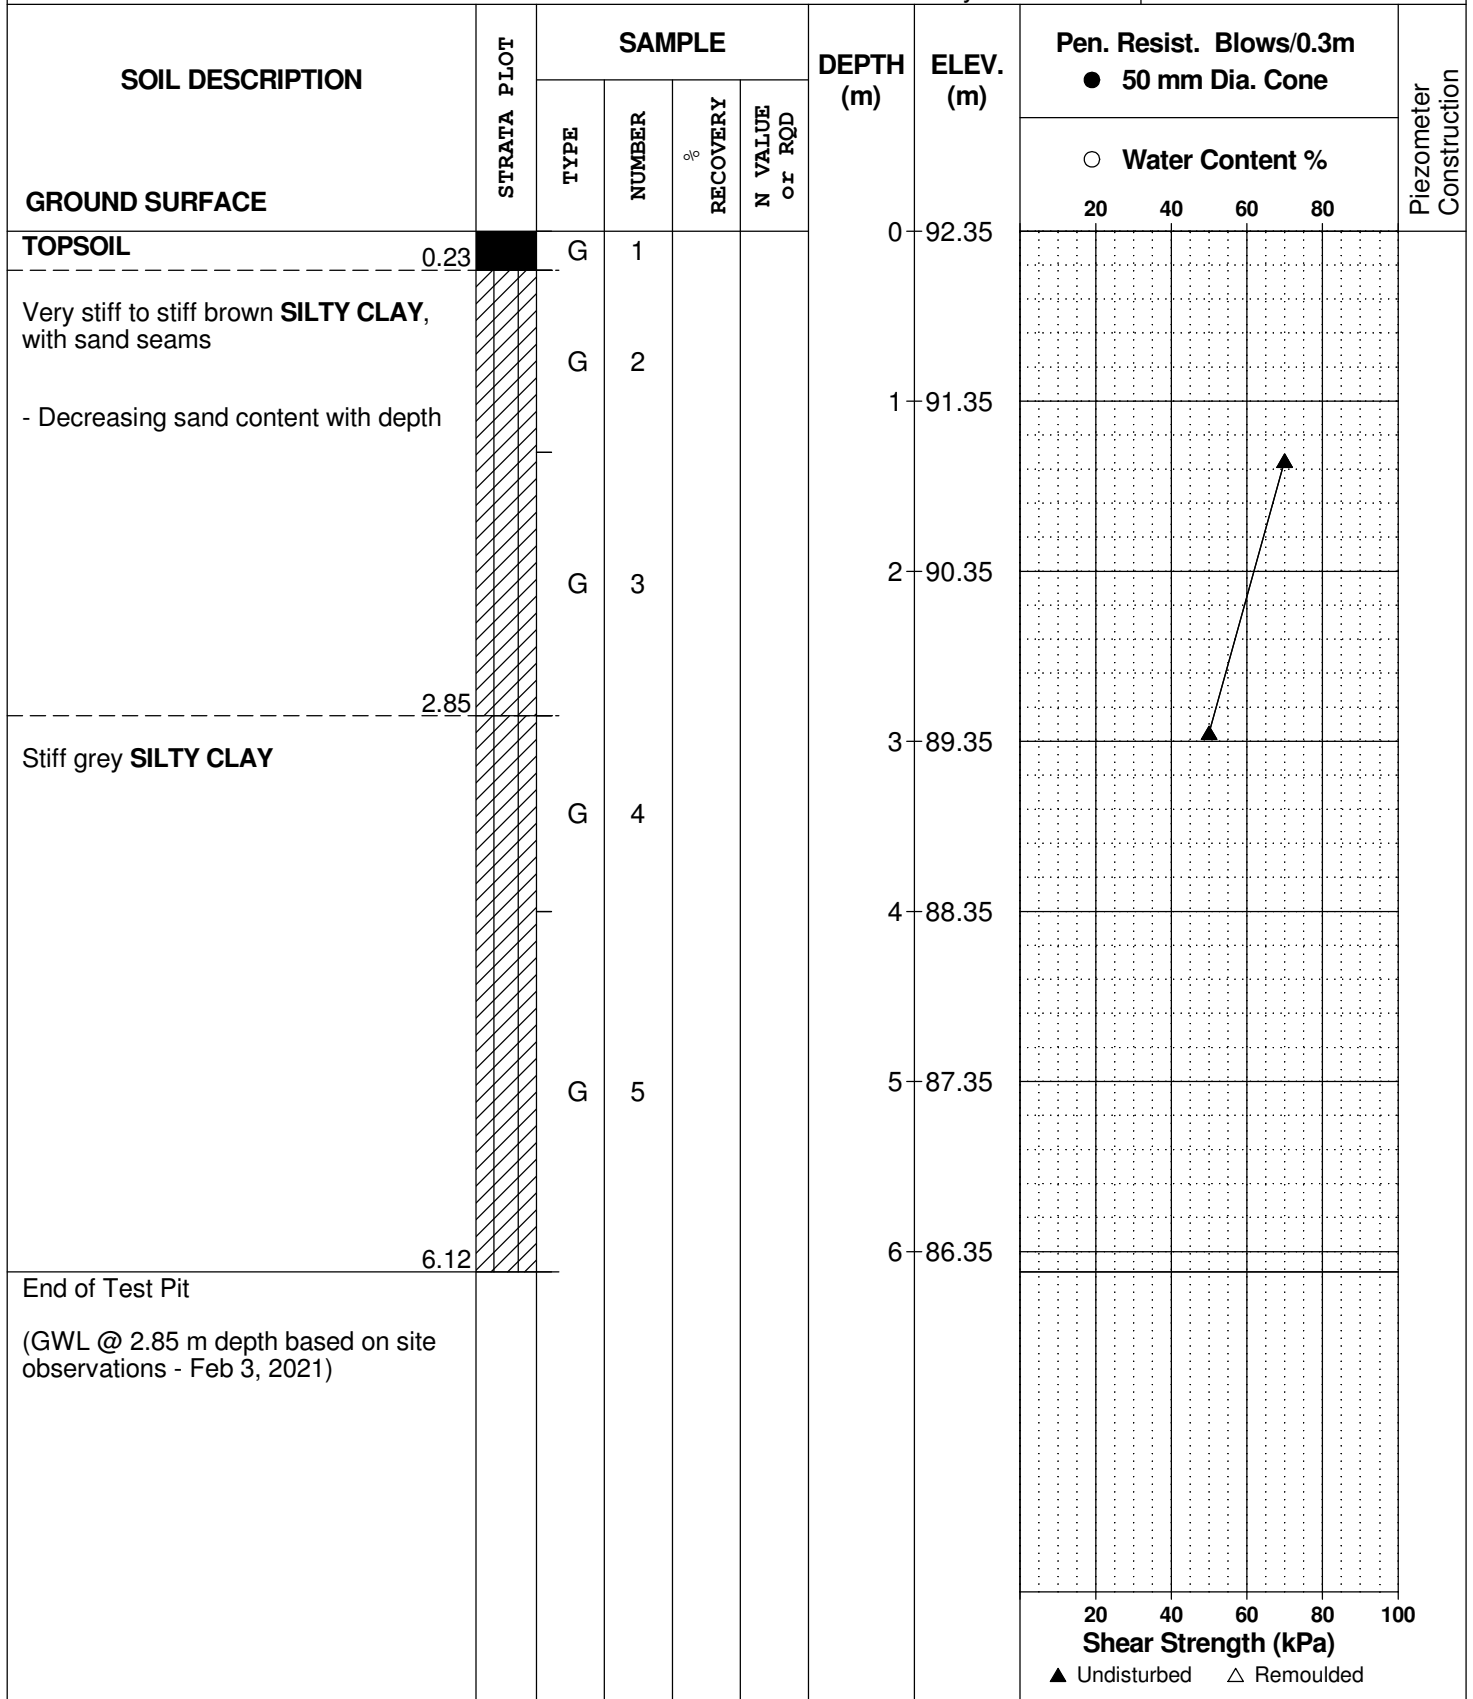 SOIL DESCRIPTION
GROUND SURFACE
STRATA PLOT
SAMPLE
TYPE
NUMBER
%
RECOVERY
N VALUE
or RQD
DEPTH
(m)
ELEV.
(m)
Pen. Resist. Blows/0.3m
● 50 mm Dia. Cone
○ Water Content %
20 40 60 80
Piezometer
Construction
TOPSOIL
0.23
G 1
0 92.35
Very stiff to stiff brown SILTY CLAY,
with sand seams
G 2
1 91.35
- Decreasing sand content with depth
2 90.35
G 3
2.85
3 89.35
Stiff grey SILTY CLAY
G 4
4 88.35
5 87.35
G 5
6 86.35
6.12
End of Test Pit
(GWL @ 2.85 m depth based on site
observations - Feb 3, 2021)
20 40 60 80 100
Shear Strength (kPa)
▲ Undisturbed △ Remoulded